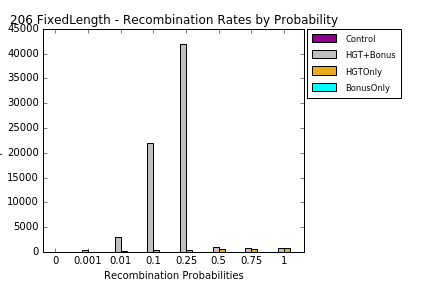 206 FixedLength - Recombination Rates by Probability
45000
40000
35000
30000
25000
20000
15000
10000
5000
0
0 0.001 0.01 0.1 0.25 0.5 0.75 1
Recombination Probabilities
Control
HGT+Bonus
HGTOnly
BonusOnly